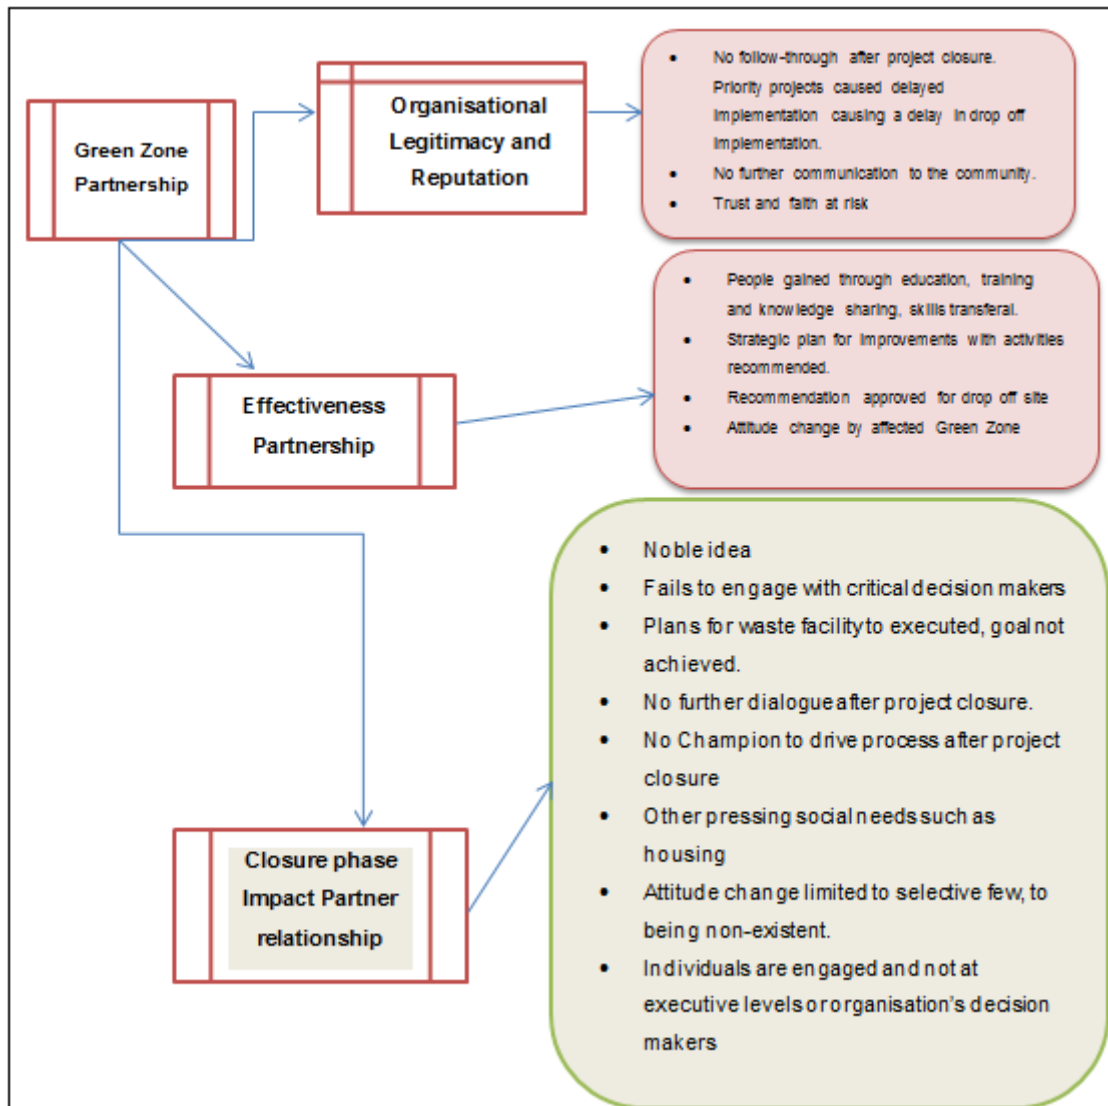 Green Zone
Partnership
Organisational
Legitimacy and
Reputation
• No follow-through after project closure.
Priority projects caused delayed
implementation causing a delay in drop off
implementation.
• No further communication to the community.
• Trust and faith at risk
Effectiveness
Partnership
• People gained through education, training
and knowledge sharing, skills transferal.
• Strategic plan for improvements with activities
recommended.
• Recommendation approved for drop off site
• Attitude change by affected Green Zone
Closure phase
Impact Partner
relationship
• Noble idea
• Fails to engage with critical decision makers
• Plans for waste facility to executed, goal not
achieved.
• No further dialogue after project closure.
• No Champion to drive process after project
closure
• Other pressing social needs such as
housing
• Attitude change limited to selective few, to
being non-existent.
• Individuals are engaged and not at
executive levels or organisation's decision
makers